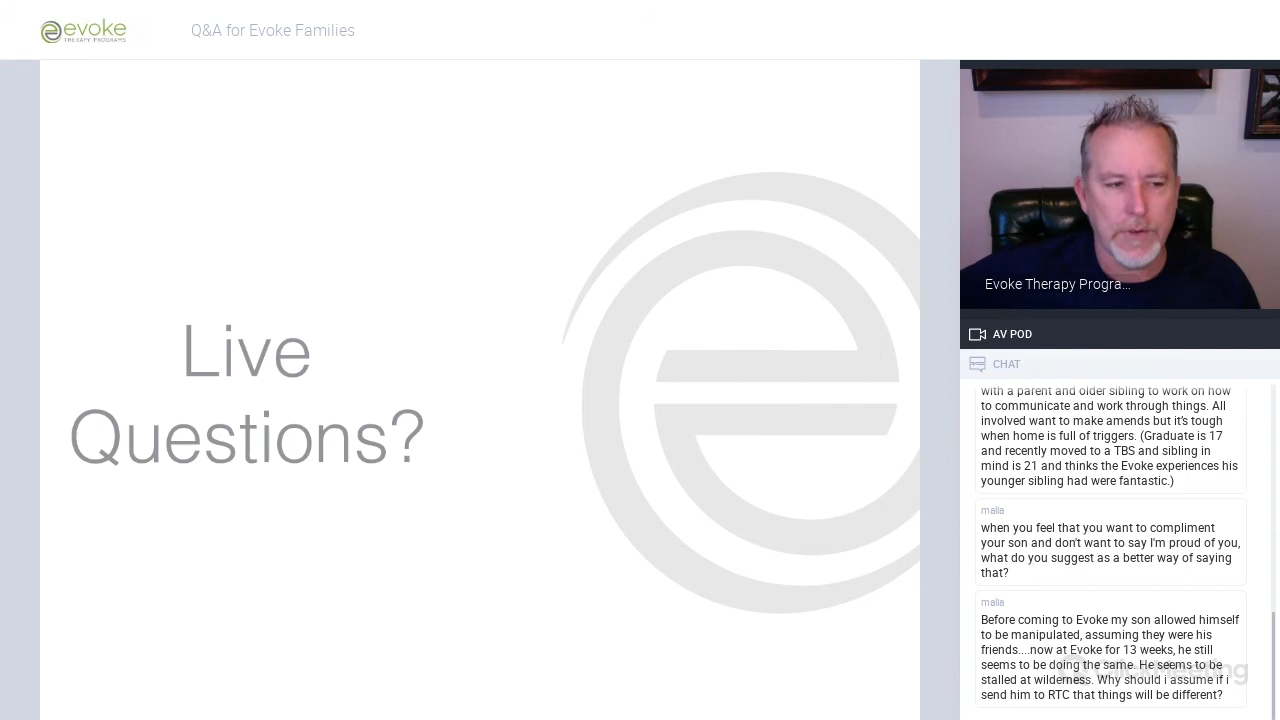 evoke
THERAPY PROGRAMS
Q&A for Evoke Families
Live
Questions?
Evoke Therapy Progra...
AV POD
CHAT
with a parent and older sibling to work on how
to communicate and work through things. All
involved want to make amends but it's tough
when home is full of triggers. (Graduate is 17
and recently moved to a TBS and sibling in
mind is 21 and thinks the Evoke experiences his
younger sibling had were fantastic.)
malia
when you feel that you want to compliment
your son and don't want to say I'm proud of you,
what do you suggest as a better way of saying
that?
malia
Before coming to Evoke my son allowed himself
to be manipulated, assuming they were his
friends....now at Evoke for 13 weeks, he still
seems to be doing the same. He seems to be
stalled at wilderness. Why should i assume if i
send him to RTC that things will be different?